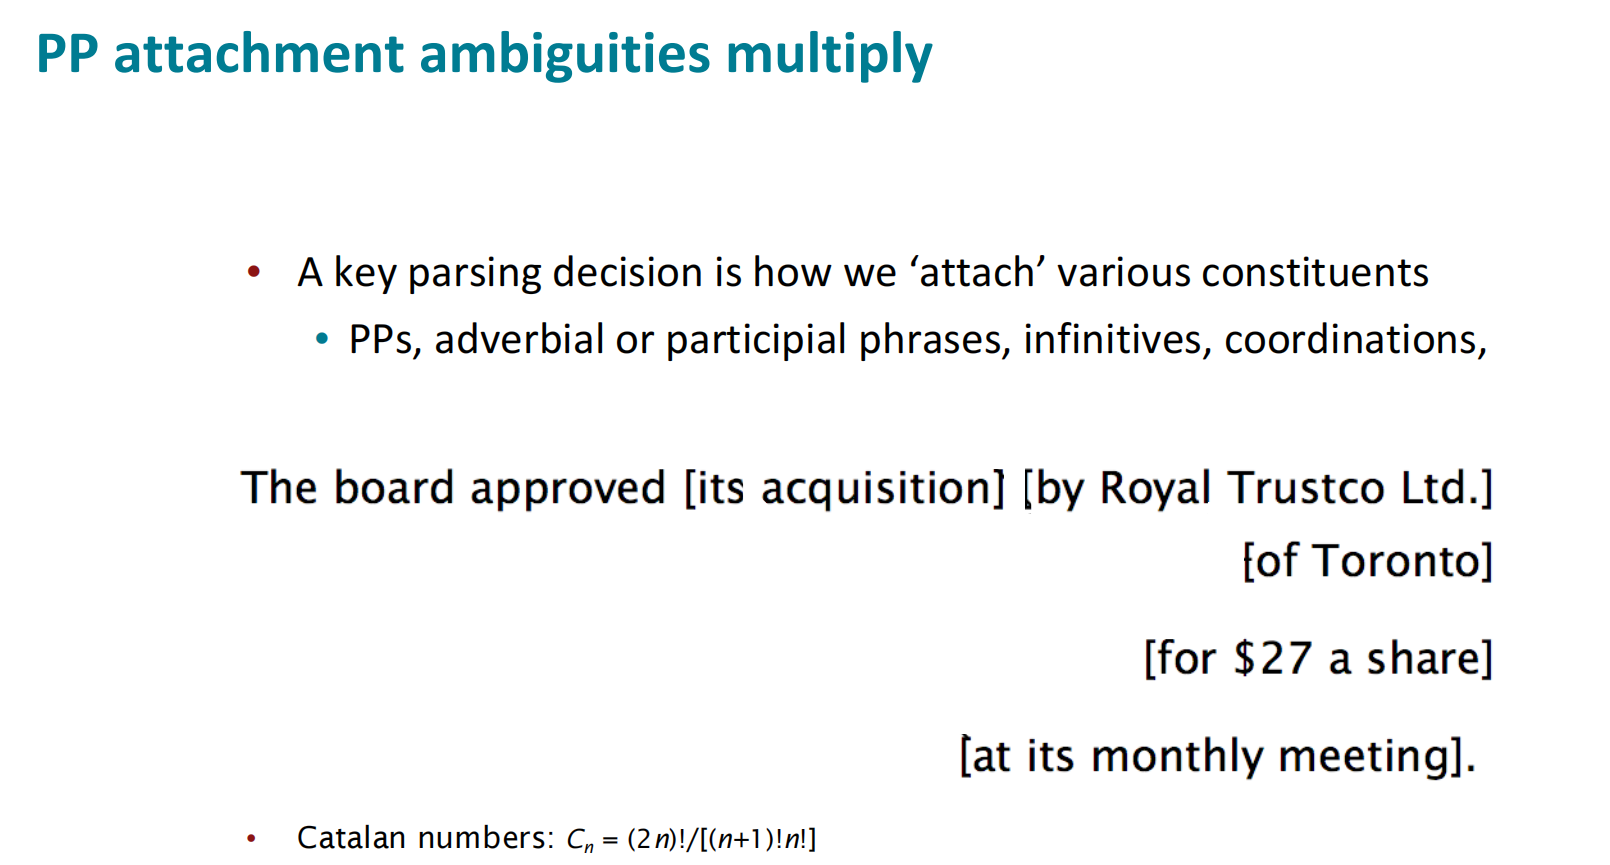 PP attachment ambiguities multiply
• A key parsing decision is how we ‘attach’ various constituents
• PPs, adverbial or participial phrases, infinitives, coordinations,
The board approved [its acquisition] [by Royal Trustco Ltd.]
[of Toronto]
[for $27 a share]
[at its monthly meeting].
• Catalan numbers: Cₙ = (2n)!/[(n+1)!n!]